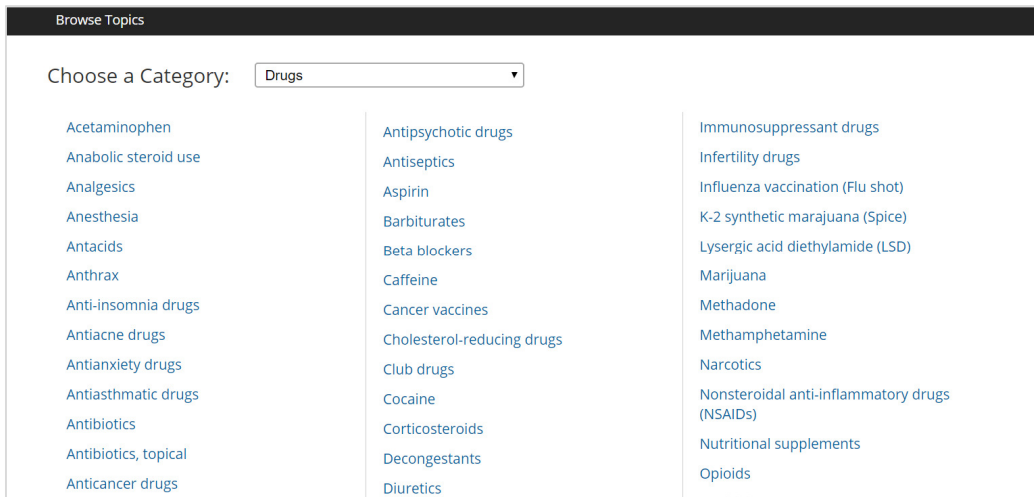 Browse Topics
Choose a Category:
Drugs
Acetaminophen
Anabolic steroid use
Analgesics
Anesthesia
Antacids
Anthrax
Anti-insomnia drugs
Antiacne drugs
Antianxiety drugs
Antiasthmatic drugs
Antibiotics
Antibiotics, topical
Anticancer drugs
Antipsychotic drugs
Antiseptics
Aspirin
Barbiturates
Beta blockers
Caffeine
Cancer vaccines
Cholesterol-reducing drugs
Club drugs
Cocaine
Corticosteroids
Decongestants
Diuretics
Immunosuppressant drugs
Infertility drugs
Influenza vaccination (Flu shot)
K-2 synthetic marajuana (Spice)
Lysergic acid diethylamide (LSD)
Marijuana
Methadone
Methamphetamine
Narcotics
Nonsteroidal anti-inflammatory drugs
(NSAIDs)
Nutritional supplements
Opioids